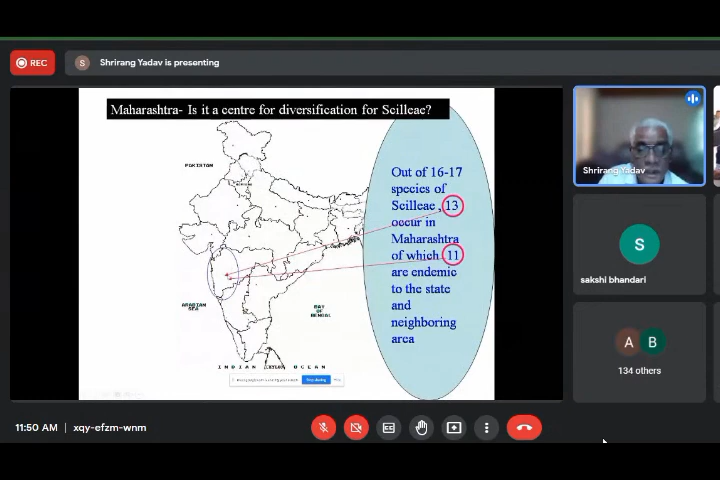 REC
S
Shrirang Yadav is presenting
Maharashtra- Is it a centre for diversification for Scilleae?
PAKISTAN
Out of 16-17
species of
Scilleae , 13
occur in
Maharashtra
of which 11
are endemic
to the state
and
neighboring
area
ARABIAN
SEA
BAY
OF
BENGAL
INDIAN OCEAN
Stop sharing
Shrirang Yadav
S
sakshi bhandari
A B
134 others
11:50 AM | xqy-efzm-wnm